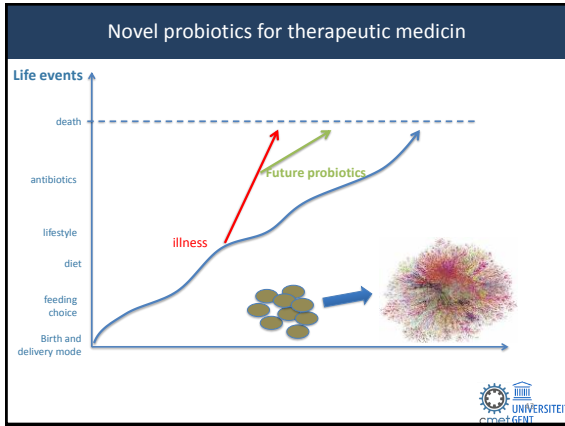 Novel probiotics for therapeutic medicin
Life events
death
antibiotics
Future probiotics
lifestyle
illness
diet
feeding
choice
Birth and
delivery mode
cmet
UNIVERSITEIT
GENT